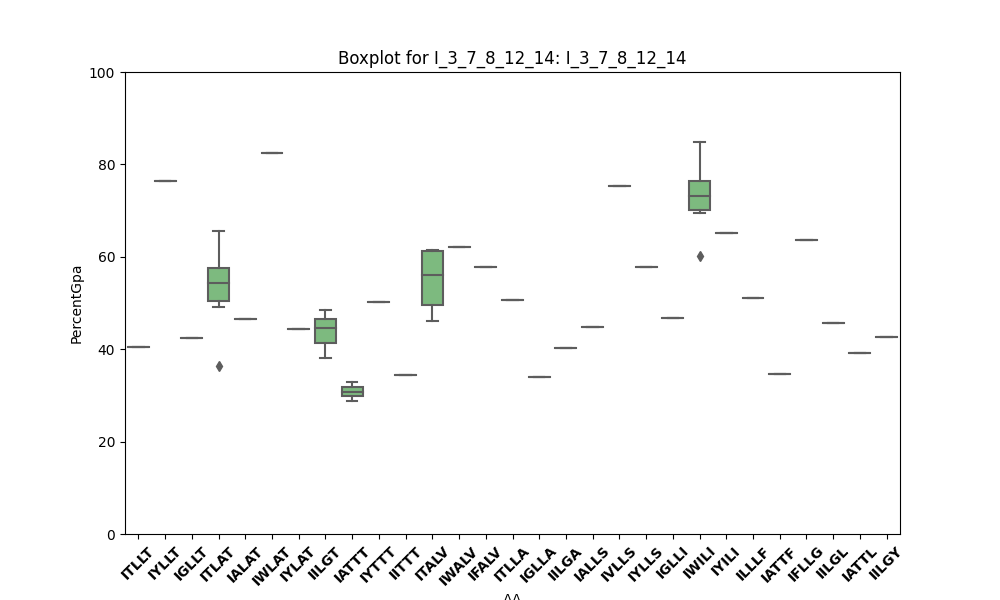 Boxplot for I_3_7_8_12_14: I_3_7_8_12_14
PercentGpa
100
80
60
40
20
0
ITLLT
IYLLT
IGLLT
ITLAT
IALAT
IWLAT
IYLAT
IILGT
IATTT
IYTTT
IITTT
ITALV
IWALV
IFALV
ITLLA
IGLLA
IILGA
IALLS
IVLLS
IYLLS
IGLLI
IWILI
IYILI
ILLLF
IATTF
IFLLG
IILGL
IATTL
IILGY
AA